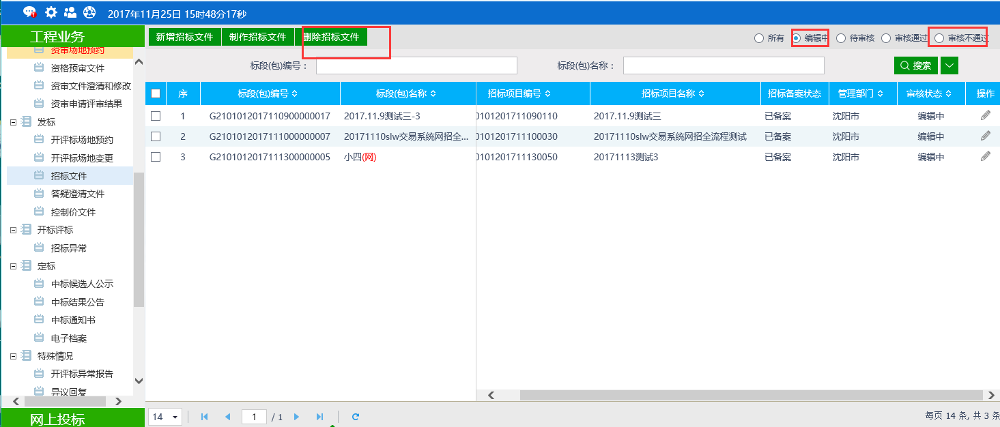 2017年11月25日 15时48分17秒
工程业务
资审场地预约
资格预审文件
资审文件澄清和修改
资审申请评审结果
发标
开评标场地预约
开评标场地变更
招标文件
答疑澄清文件
控制价文件
开标评标
招标异常
定标
中标候选人公示
中标结果公告
中标通知书
电子档案
特殊情况
开评标异常报告
异议回复
网上投标
新增招标文件 制作招标文件 删除招标文件
所有 编辑中 待审核 审核通过 审核不通过
标段(包)编号： 标段(包)名称： 搜索
序 标段(包)编号 标段(包)名称 招标项目编号 招标项目名称 招标备案状态 管理部门 审核状态 操作
1 G2101012017110900000017 2017.11.9测试三-3 0101201711090110 2017.11.9测试三 已备案 沈阳市 编辑中
2 G2101012017111000000007 20171110slw交易系统网招全... 0101201711100030 20171110slw交易系统网招全流程测试 已备案 沈阳市 编辑中
3 G2101012017111300000005 小四(网) 0101201711130050 20171113测试3 已备案 沈阳市 编辑中
14 1 / 1 每页 14 条, 共 3 条